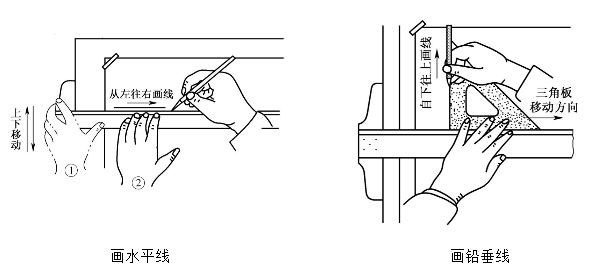 从左往右画线
上下移动
①
②
画水平线
自下往上画线
三角板
移动方向
画铅垂线